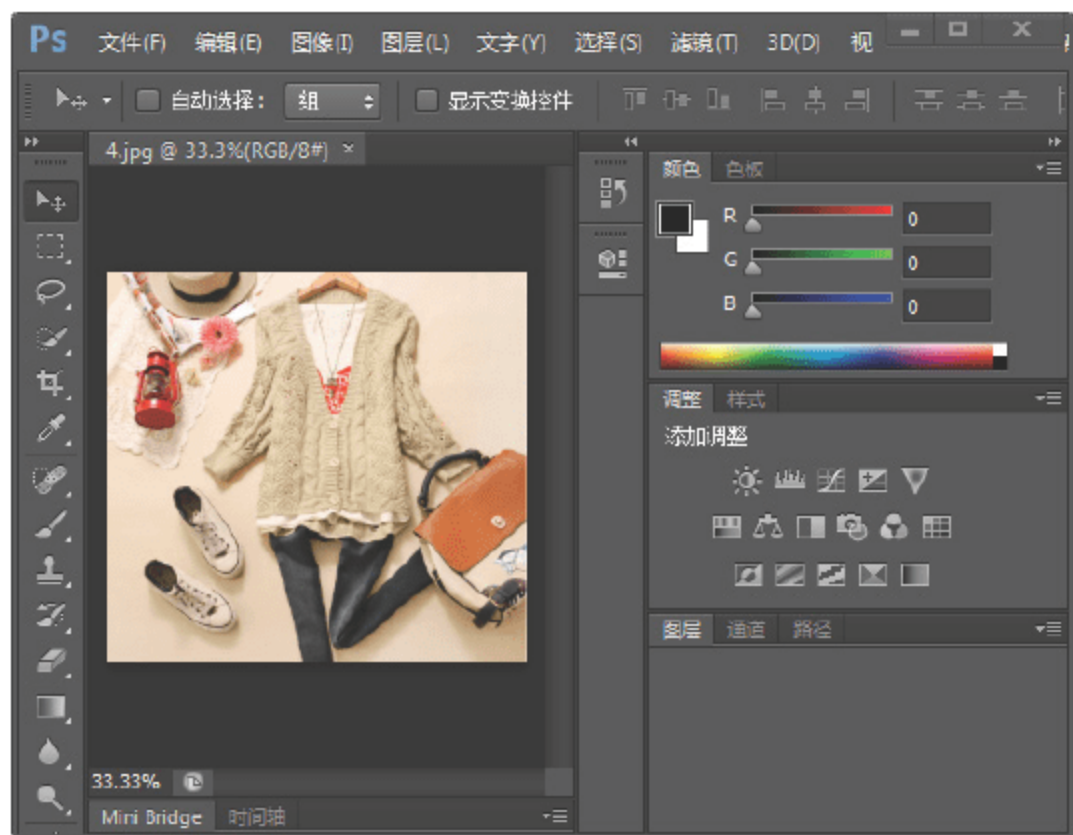 Ps 文件(F) 编辑(E) 图像(I) 图层(L) 文字(Y) 选择(S) 滤镜(T) 3D(D) 视
自动选择： 组 显示变换控件
4.jpg @ 33.3%(RGB/8#) ×
颜色 色板
R 0
G 0
B 0
调整 样式
添加调整
图层 通道 路径
33.33%
Mini Bridge 时间轴